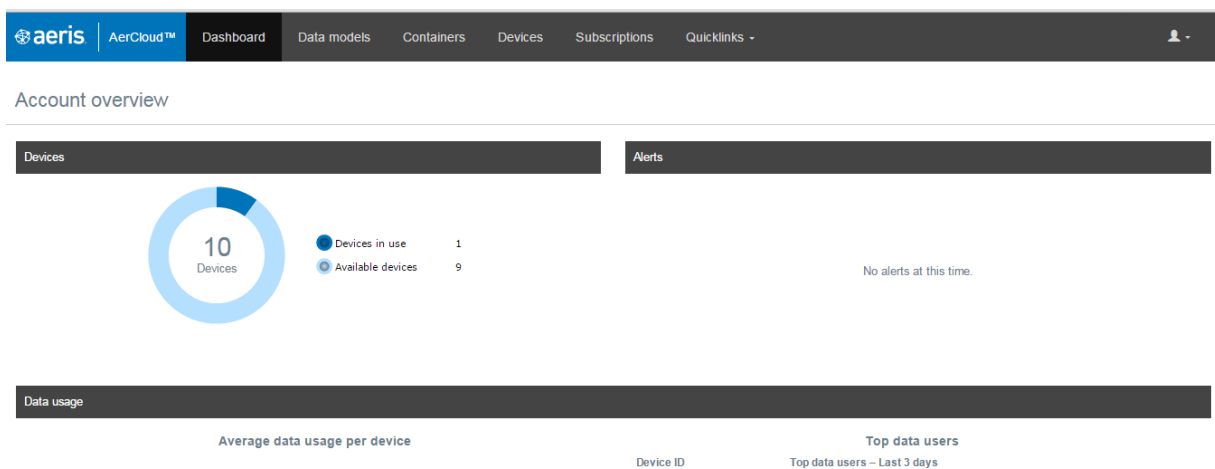 aeris AerCloud™ Dashboard Data models Containers Devices Subscriptions Quicklinks
Account overview
Devices
Alerts
10
Devices
Devices in use 1
Available devices 9
No alerts at this time.
Data usage
Average data usage per device
Top data users
Device ID Top data users – Last 3 days